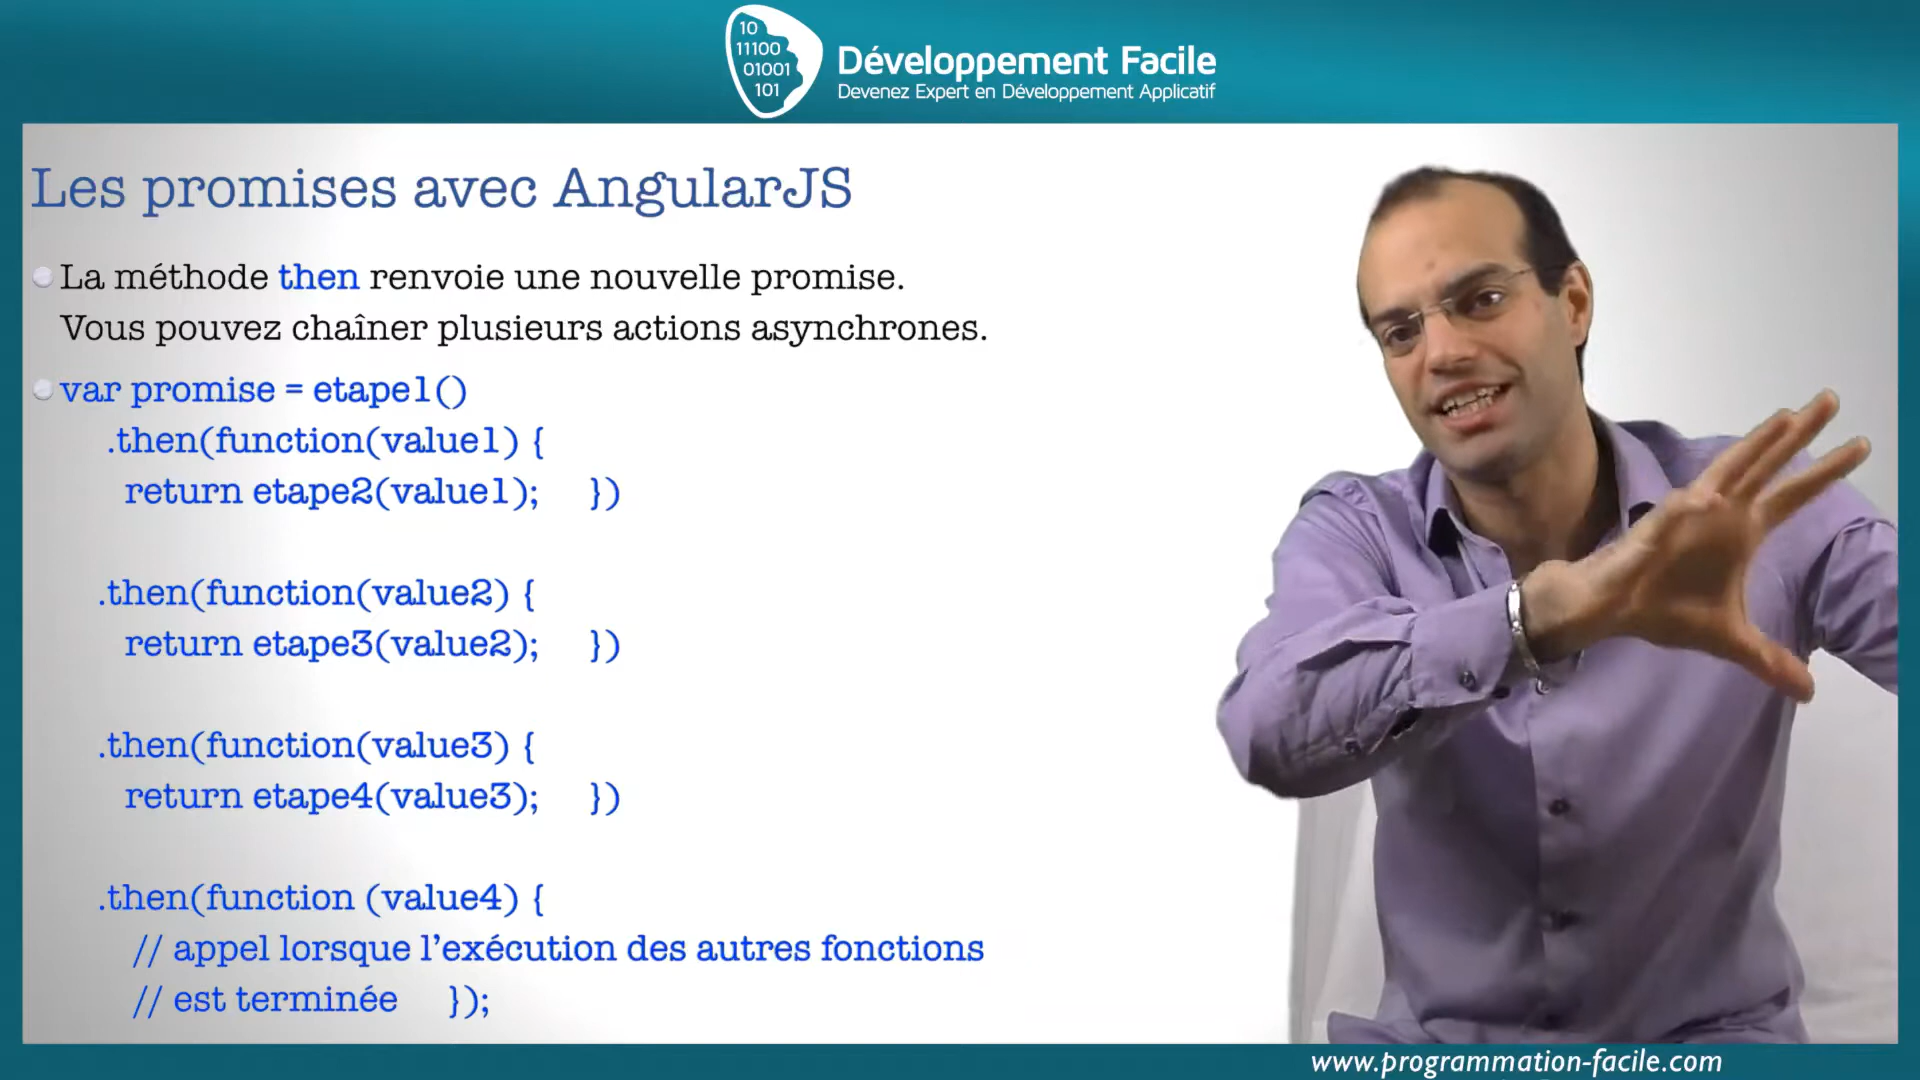 10
11100
01001
101
Développement Facile
Devenez Expert en Développement Applicatif
Les promises avec AngularJS
La méthode then renvoie une nouvelle promise.
Vous pouvez chaîner plusieurs actions asynchrones.
var promise = etape1()
.then(function(value1) {
return etape2(value1); })
.then(function(value2) {
return etape3(value2); })
.then(function(value3) {
return etape4(value3); })
.then(function (value4) {
// appel lorsque l'exécution des autres fonctions
// est terminée });
www.programmation-facile.com